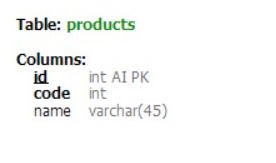 Table: products
Columns:
id int AI PK
code int
name varchar(45)